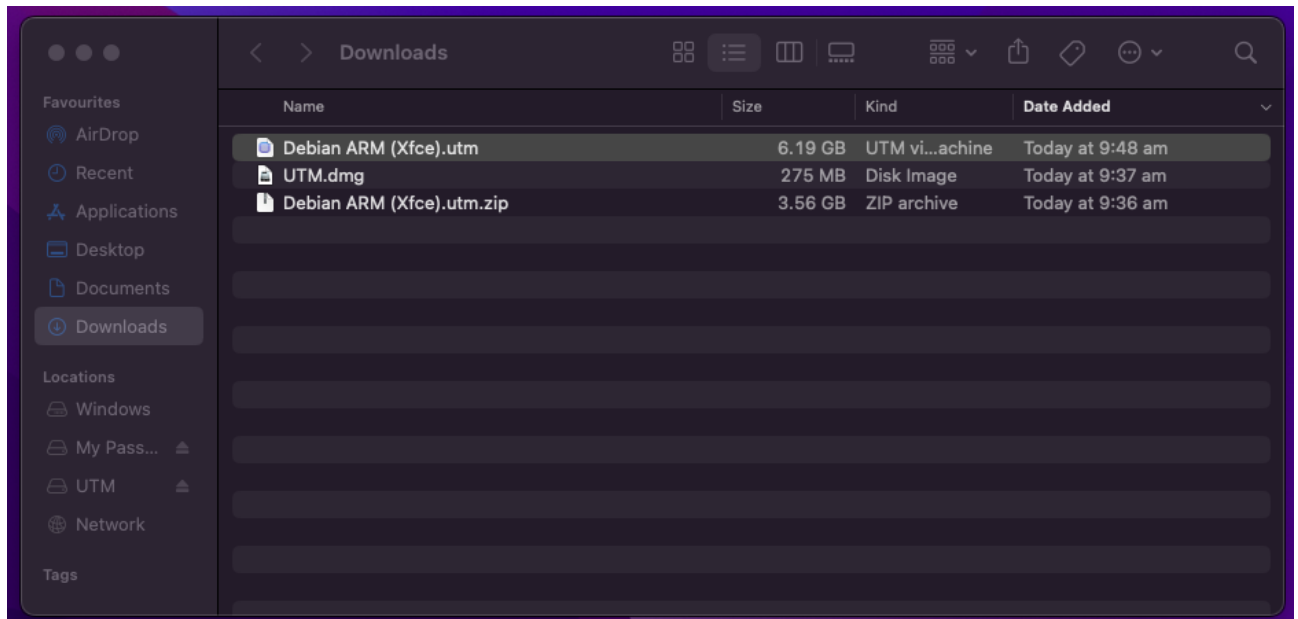 Downloads
Favourites
AirDrop
Recent
Applications
Desktop
Documents
Downloads
Locations
Windows
My Pass...
UTM
Network
Tags
Name Size Kind Date Added
Debian ARM (Xfce).utm 6.19 GB UTM vi...achine Today at 9:48 am
UTM.dmg 275 MB Disk Image Today at 9:37 am
Debian ARM (Xfce).utm.zip 3.56 GB ZIP archive Today at 9:36 am